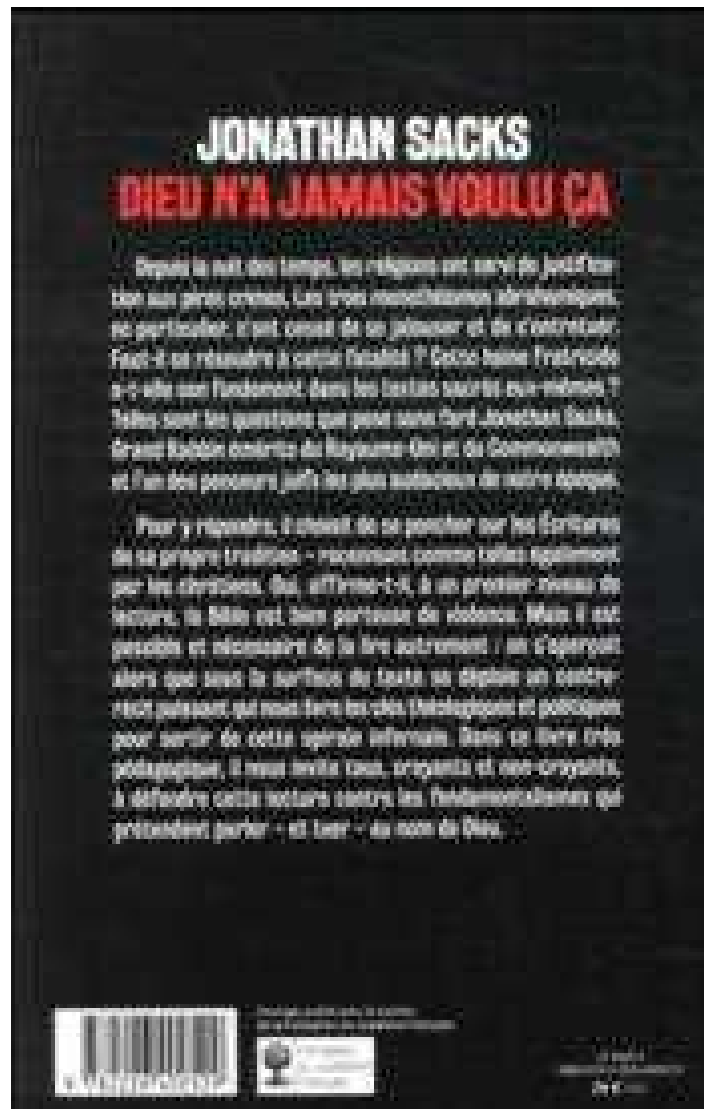 JONATHAN SACKS
DIEU N'A JAMAIS VOULU ÇA
Depuis la nuit des temps, les religions ont servi de justifica-
tion aux pires crimes. Les trois monothéismes abrahamiques,
en particulier, n'ont cessé de se jalouser et de s'entretuer.
Faut-il se résoudre à cette fatalité ? Cette haine fratricide
a-t-elle son fondement dans les textes sacrés eux-mêmes ?
Telles sont les questions que pose sans fard Jonathan Sacks,
Grand Rabbin émérite du Royaume-Uni et du Commonwealth
et l'un des penseurs juifs les plus audacieux de notre époque.
Pour y répondre, il choisit de se pencher sur les Écritures
de sa propre tradition – reconnues comme telles également
par les chrétiens. Oui, affirme-t-il, à un premier niveau de
lecture, la Bible est bien porteuse de violence. Mais il est
possible et nécessaire de la lire autrement : on s'aperçoit
alors que sous la surface du texte se déploie un contre-
récit puissant qui nous livre les clés théologiques et politiques
pour sortir de cette spirale infernale. Dans ce livre très
pédagogique, il nous invite tous, croyants et non-croyants,
à défendre cette lecture contre les fondamentalismes qui
prétendent parler – et tuer – au nom de Dieu.